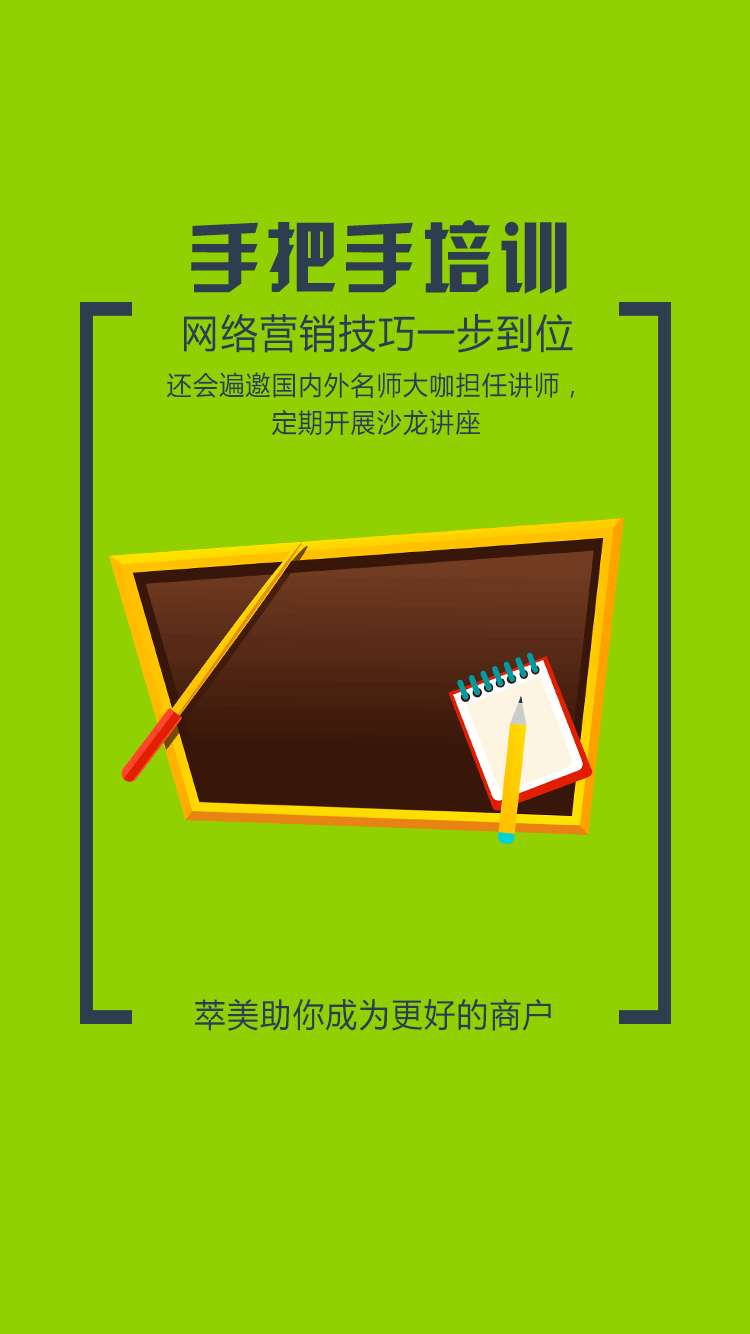 手把手培训
网络营销技巧一步到位
还会遍邀国内外名师大咖担任讲师，
定期开展沙龙讲座
萃美助你成为更好的商户